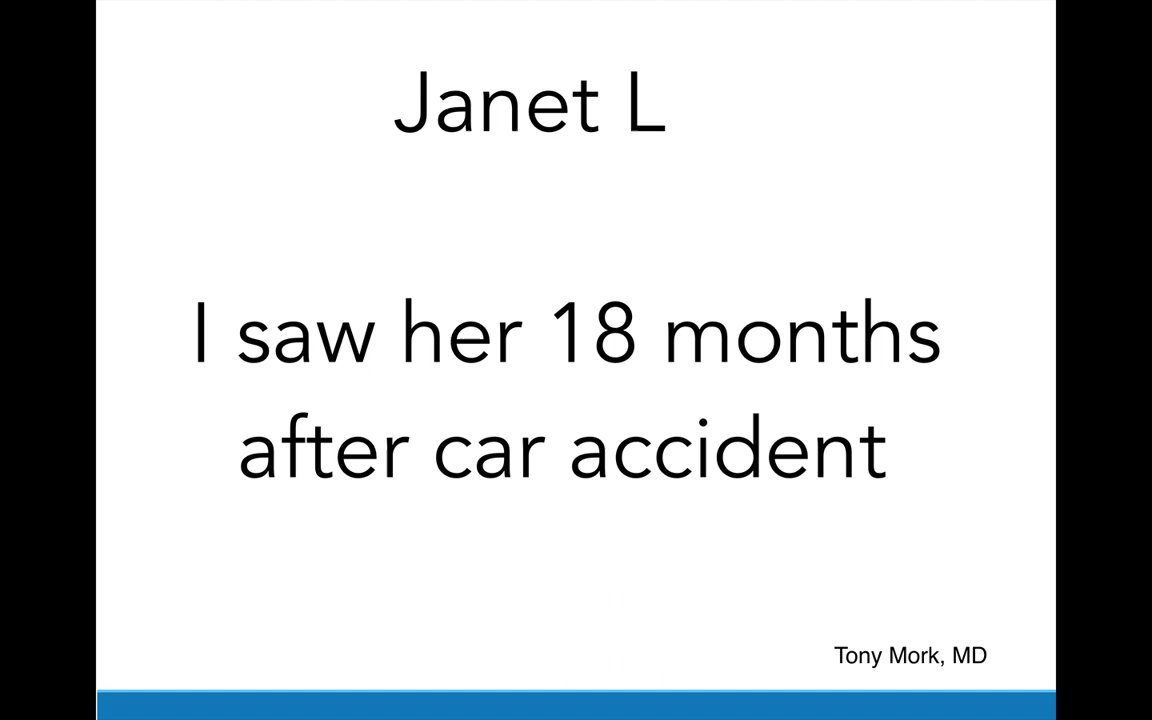 Janet L
I saw her 18 months
after car accident
Tony Mork, MD